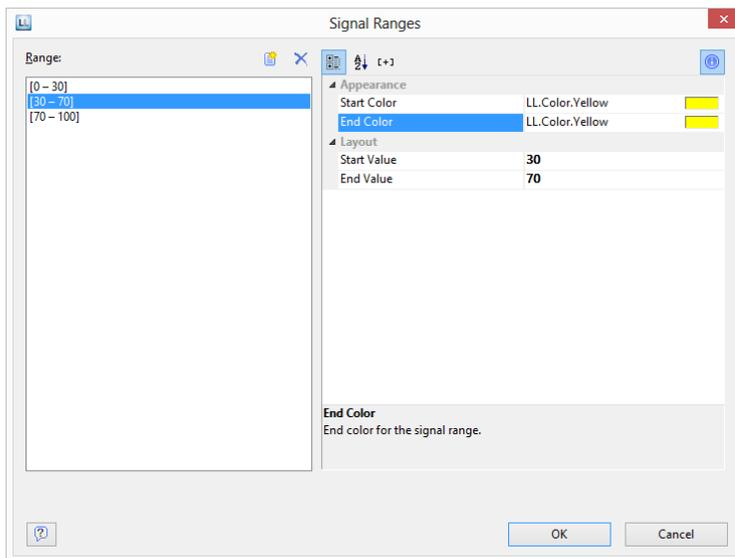 Signal Ranges
Range:
[0 – 30]
[30 – 70]
[70 – 100]
[+]
Appearance
Start Color LL.Color.Yellow
End Color LL.Color.Yellow
Layout
Start Value 30
End Value 70
End Color
End color for the signal range.
OK Cancel